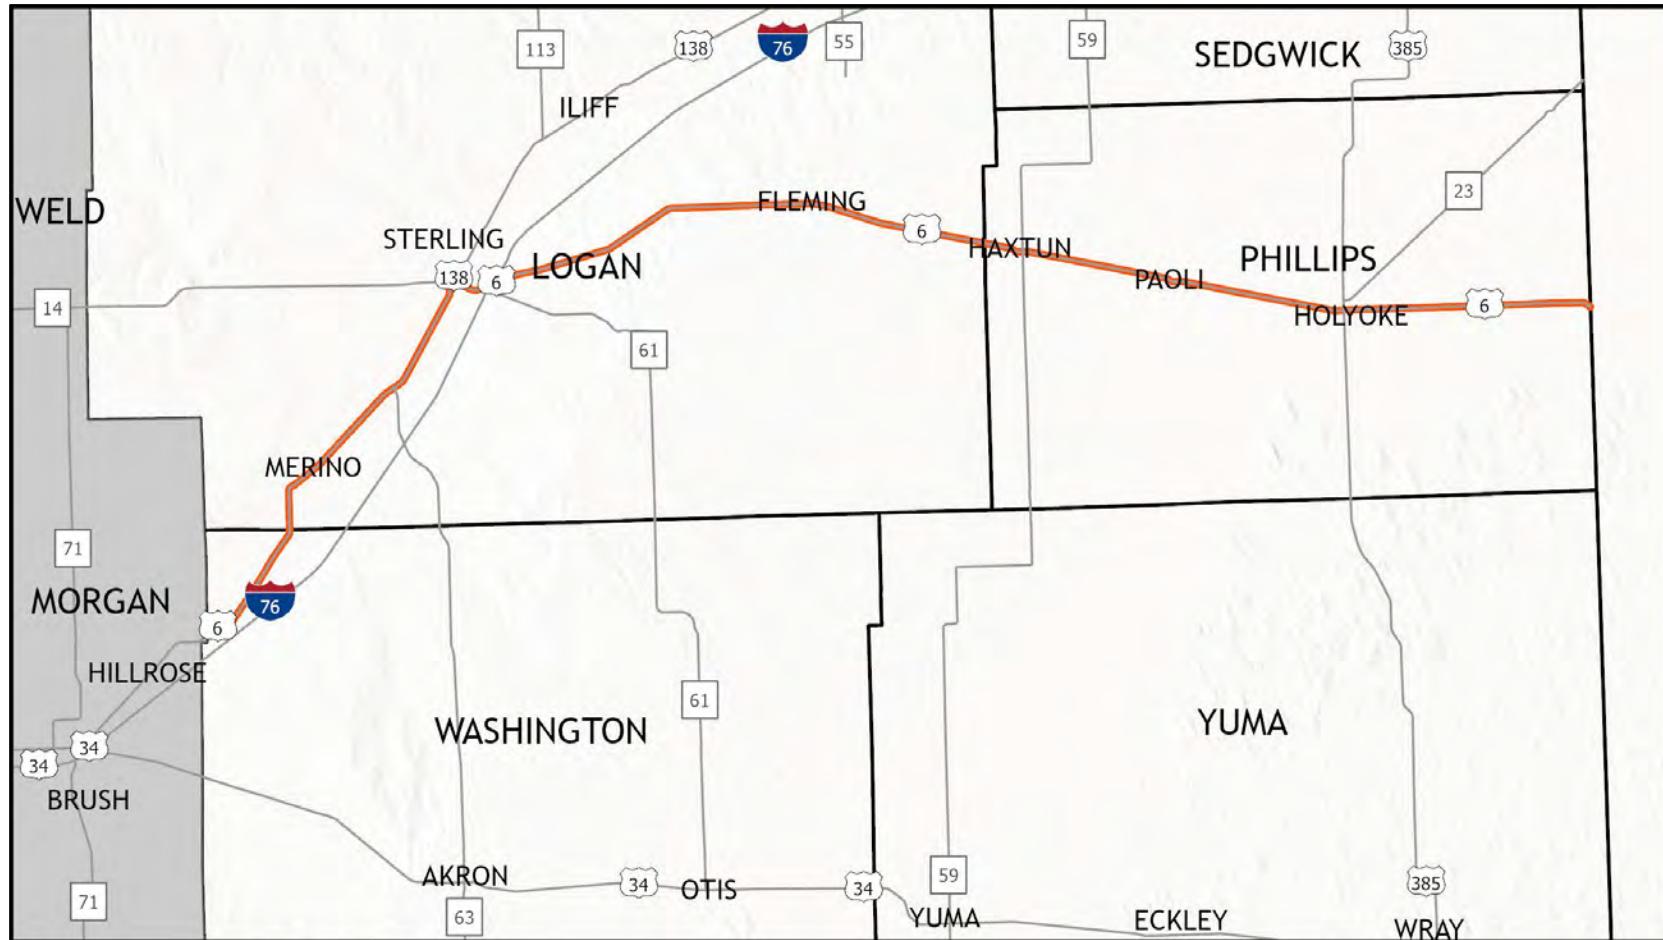 113
138
76
55
59
SEDGWICK
385
ILIFF
23
WELD
FLEMING
6
STERLING
HAXTUN
PHILLIPS
138
6
LOGAN
PAOLI
14
HOLYOKE
6
61
MERINO
71
MORGAN
76
6
HILLROSE
61
WASHINGTON
YUMA
34
34
BRUSH
AKRON
34
OTIS
34
59
385
71
63
YUMA
ECKLEY
WRAY